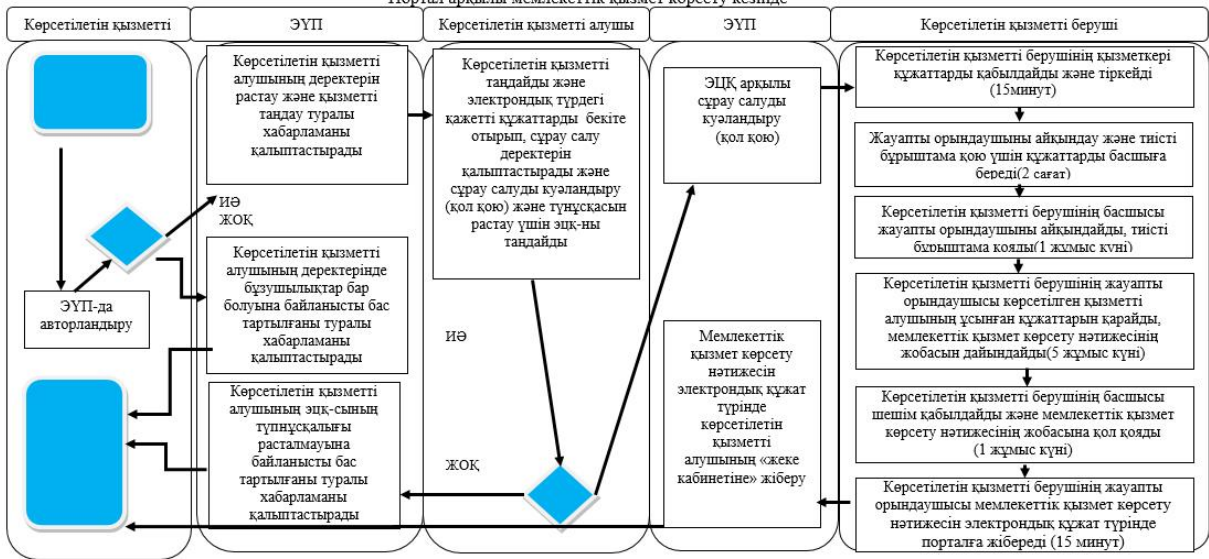 Портал арқылы мемлекеттік қызмет көрсету кезінде
Көрсетілетін қызметті
ЭҮП
Көрсетілетін қызметті алушы
ЭҮП
Көрсетілетін қызметті беруші
ЭҮП-да
авторландыру
Көрсетілетін қызметті
алушының деректерін
растау және қызметті
таңдау туралы
хабарламаны
қалыптастырады
ИӘ
ЖОҚ
Көрсетілетін қызметті
алушының деректерінде
бұзушылықтар бар
болуына байланысты бас
тартылғаны туралы
хабарламаны
қалыптастырады
Көрсетілетін қызметті
алушының эцқ-сының
түпнұсқалығы
расталмауына
байланысты бас
тартылғаны туралы
хабарламаны
қалыптастырады
Көрсетілетін қызметті
таңдайды және
электрондық түрдегі
қажетті құжаттарды бекіте
отырып, сұрау салу
деректерін
қалыптастырады және
сұрау салуды куәландыру
(қол қою) және түнұсқасын
растау үшін эцқ-ны
таңдайды
ИӘ
ЖОҚ
ЭЦҚ арқылы
сұрау салуды
куәландыру
(қол қою)
Мемлекеттік
қызмет көрсету
нәтижесін
электрондық құжат
түрінде
көрсетілетін
қызметті
алушының «жеке
кабинетіне» жіберу
Көрсетілетін қызметті берушінің қызметкері
құжаттарды қабылдайды және тіркейді
(15минут)
Жауапты орындаушыны айқындау және тиісті
бұрыштама қою үшін құжаттарды басшыға
береді(2 сағат)
Көрсетілетін қызметті берушінің басшысы
жауапты орындаушыны айқындайды, тиісті
бұрыштама қояды(1 жұмыс күні)
Көрсетілетін қызметті берушінің жауапты
орындаушысы көрсетілген қызметті
алушының ұсынған құжаттарын қарайды,
мемлекеттік қызмет көрсету нәтижесінің
жобасын дайындайды(5 жұмыс күні)
Көрсетілетін қызметті берушінің басшысы
шешім қабылдайды және мемлекеттік қызмет
көрсету нәтижесінің жобасына қол қояды
(1 жұмыс күні)
Көрсетілетін қызметті берушінің жауапты
орындаушысы мемлекеттік қызмет көрсету
нәтижесін электрондық құжат түрінде
порталға жібереді (15 минут)